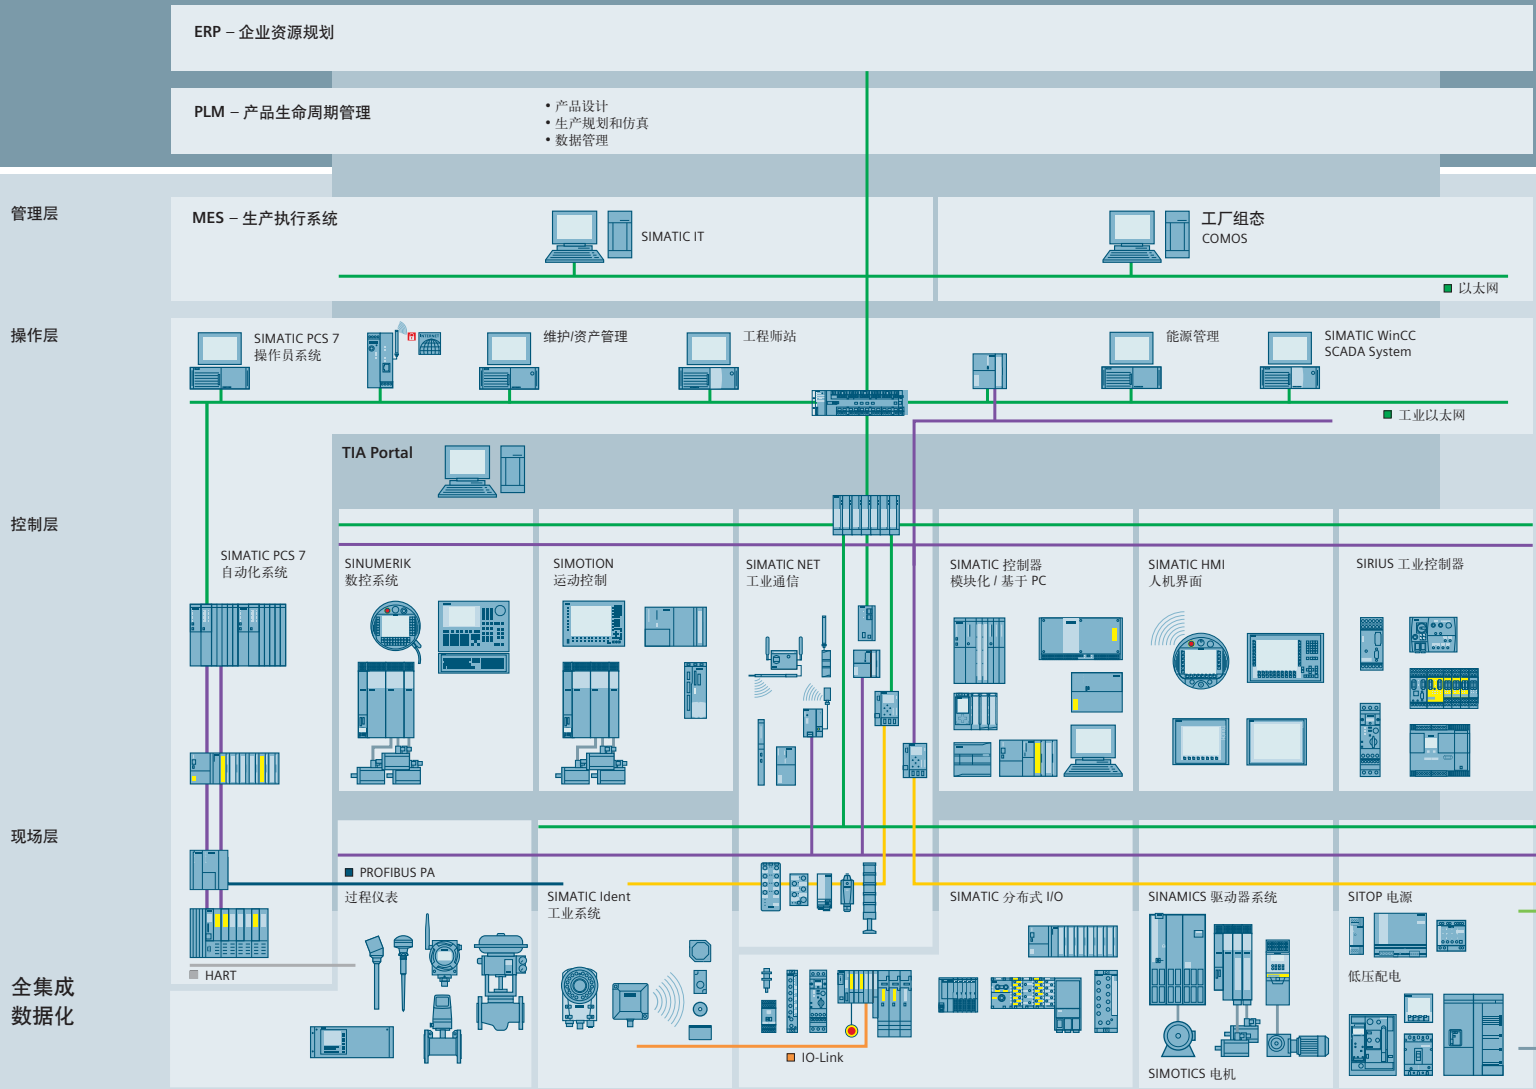 ERP – 企业资源规划
PLM – 产品生命周期管理
• 产品设计
• 生产规划和仿真
• 数据管理
管理层
MES – 生产执行系统
SIMATIC IT
工厂组态
COMOS
以太网
操作层
SIMATIC PCS 7
操作员系统
INTERNET
维护/资产管理
工程师站
能源管理
SIMATIC WinCC
SCADA System
工业以太网
TIA Portal
控制层
SIMATIC PCS 7
自动化系统
SINUMERIK
数控系统
SIMOTION
运动控制
SIMATIC NET
工业通信
SIMATIC 控制器
模块化 / 基于 PC
SIMATIC HMI
人机界面
SIRIUS 工业控制器
现场层
PROFIBUS PA
过程仪表
SIMATIC Ident
工业系统
SIMATIC 分布式 I/O
SINAMICS 驱动器系统
SITOP 电源
HART
低压配电
全集成
数据化
IO-Link
SIMOTICS 电机